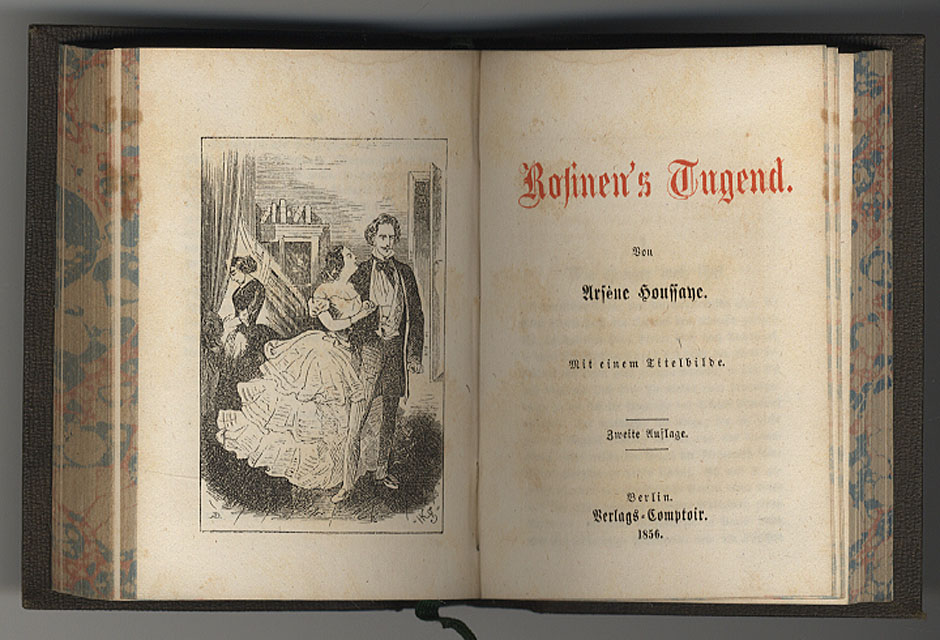 Rosinen's Tugend.
Von
Arsène Houssaye.
Mit einem Titelbilde.
Zweite Auflage.
Berlin.
Verlags-Comptoir.
1856.